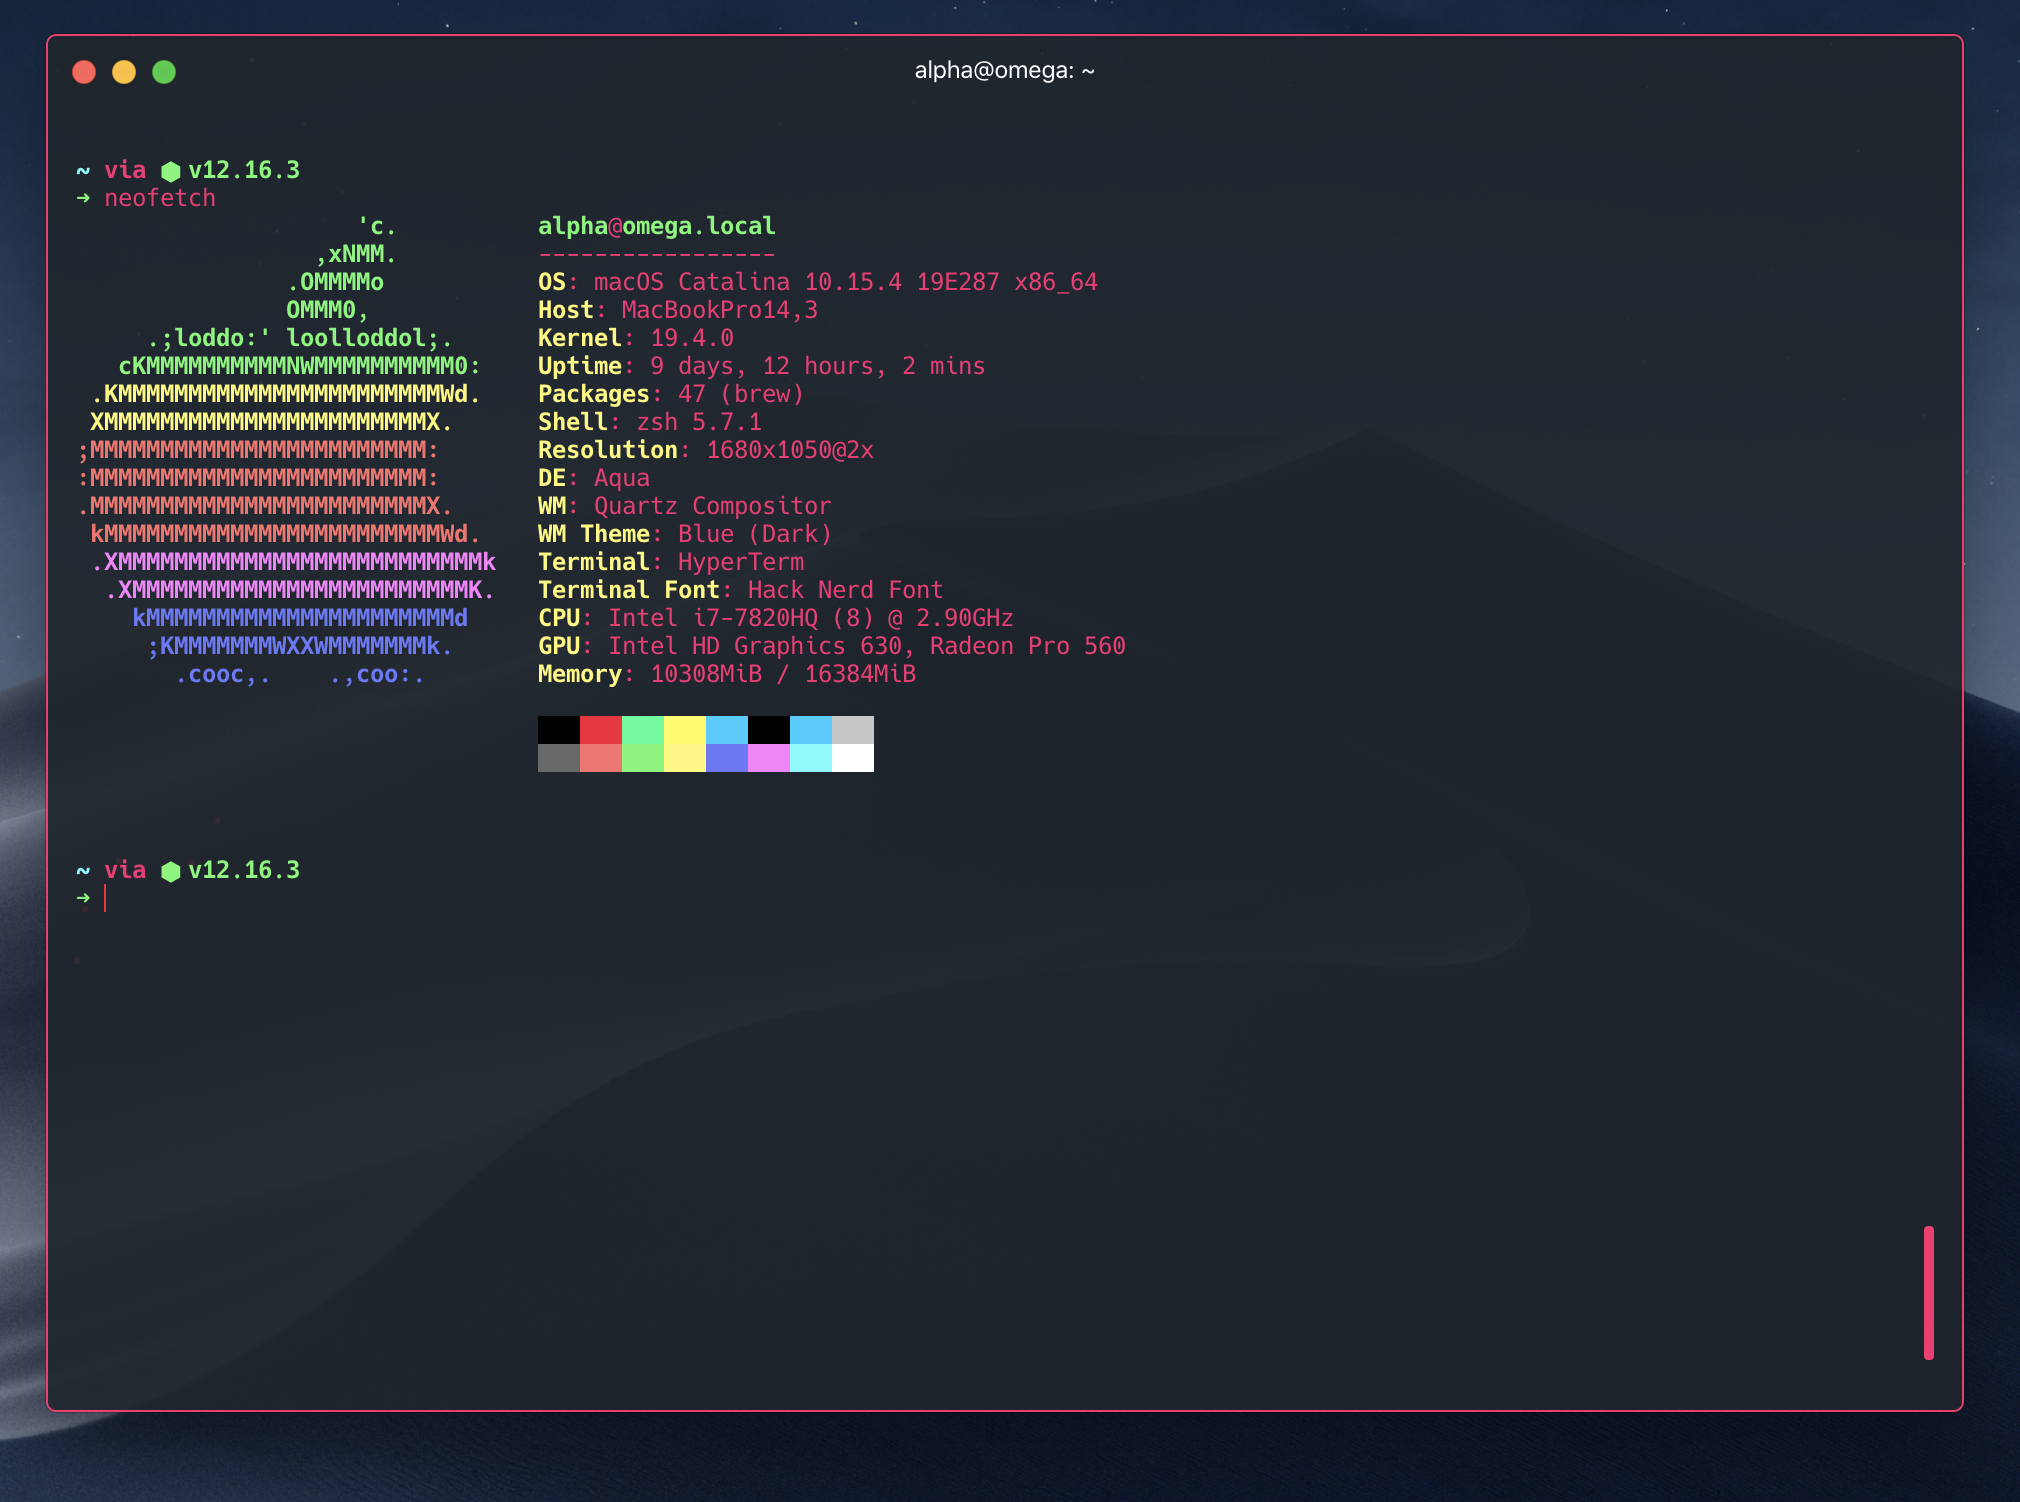 alpha@omega: ~
~ via ⬢ v12.16.3
➜ neofetch
                    'c.          alpha@omega.local
                 ,xNMM.          -----------------
               .OMMMMo           OS: macOS Catalina 10.15.4 19E287 x86_64
               OMMM0,            Host: MacBookPro14,3
     .;loddo:' loolloddol;.      Kernel: 19.4.0
   cKMMMMMMMMMMNWMMMMMMMMMM0:    Uptime: 9 days, 12 hours, 2 mins
 .KMMMMMMMMMMMMMMMMMMMMMMMWd.    Packages: 47 (brew)
 XMMMMMMMMMMMMMMMMMMMMMMMX.      Shell: zsh 5.7.1
;MMMMMMMMMMMMMMMMMMMMMMMM:       Resolution: 1680x1050@2x
:MMMMMMMMMMMMMMMMMMMMMMMM:       DE: Aqua
.MMMMMMMMMMMMMMMMMMMMMMMMX.      WM: Quartz Compositor
 kMMMMMMMMMMMMMMMMMMMMMMMMWd.    WM Theme: Blue (Dark)
 .XMMMMMMMMMMMMMMMMMMMMMMMMMMk   Terminal: HyperTerm
  .XMMMMMMMMMMMMMMMMMMMMMMMMK.   Terminal Font: Hack Nerd Font
    kMMMMMMMMMMMMMMMMMMMMMMd     CPU: Intel i7-7820HQ (8) @ 2.90GHz
     ;KMMMMMMMWXXWMMMMMMMk.      GPU: Intel HD Graphics 630, Radeon Pro 560
       .cooc,.    .,coo:.        Memory: 10308MiB / 16384MiB
~ via ⬢ v12.16.3
➜